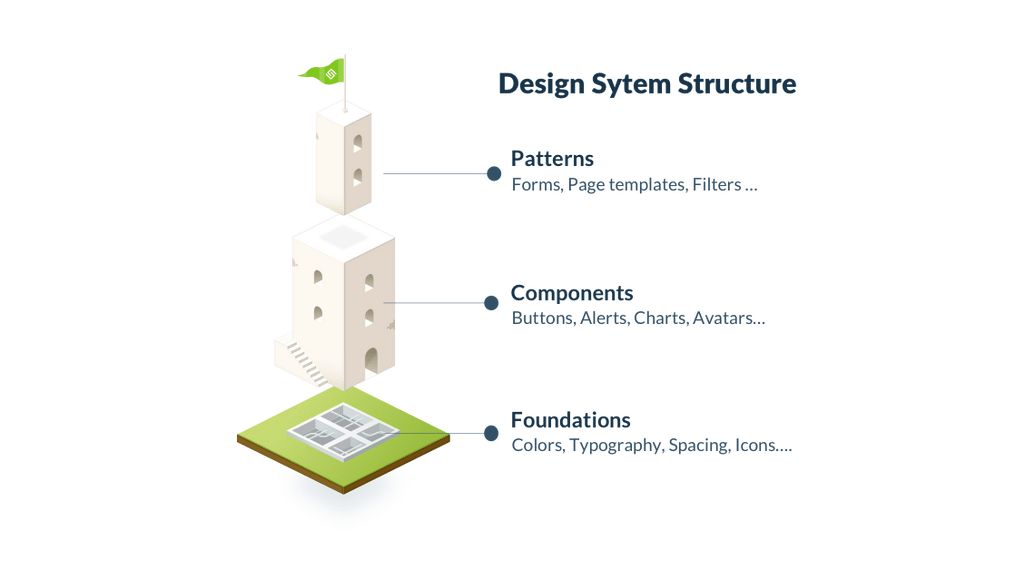 Design Sytem Structure
Patterns
Forms, Page templates, Filters ...
Components
Buttons, Alerts, Charts, Avatars...
Foundations
Colors, Typography, Spacing, Icons....